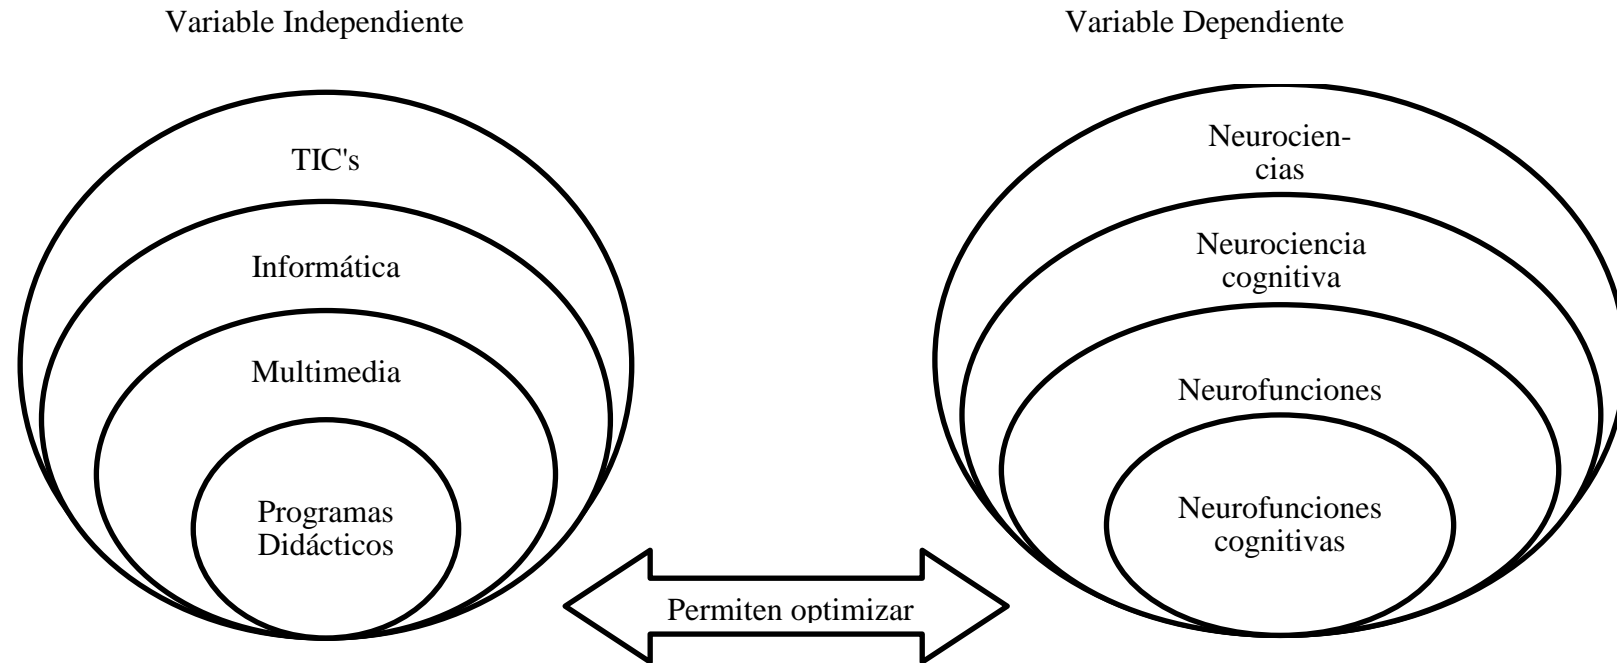 Variable Independiente
Variable Dependiente
TIC's
Informática
Multimedia
Programas
Didácticos
Neurocien-
cias
Neurociencia
cognitiva
Neurofunciones
Neurofunciones
cognitivas
Permiten optimizar